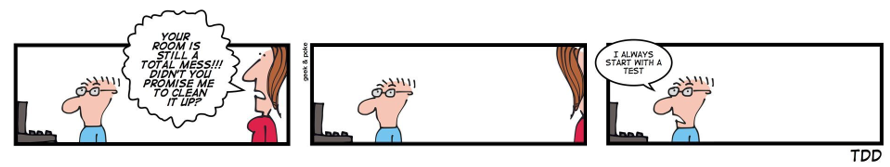 YOUR
ROOM IS
STILL A
TOTAL MESS!!!
DIDN'T YOU
PROMISE ME
TO CLEAN
IT UP?
geek & poke
I ALWAYS
START WITH A
TEST
TDD